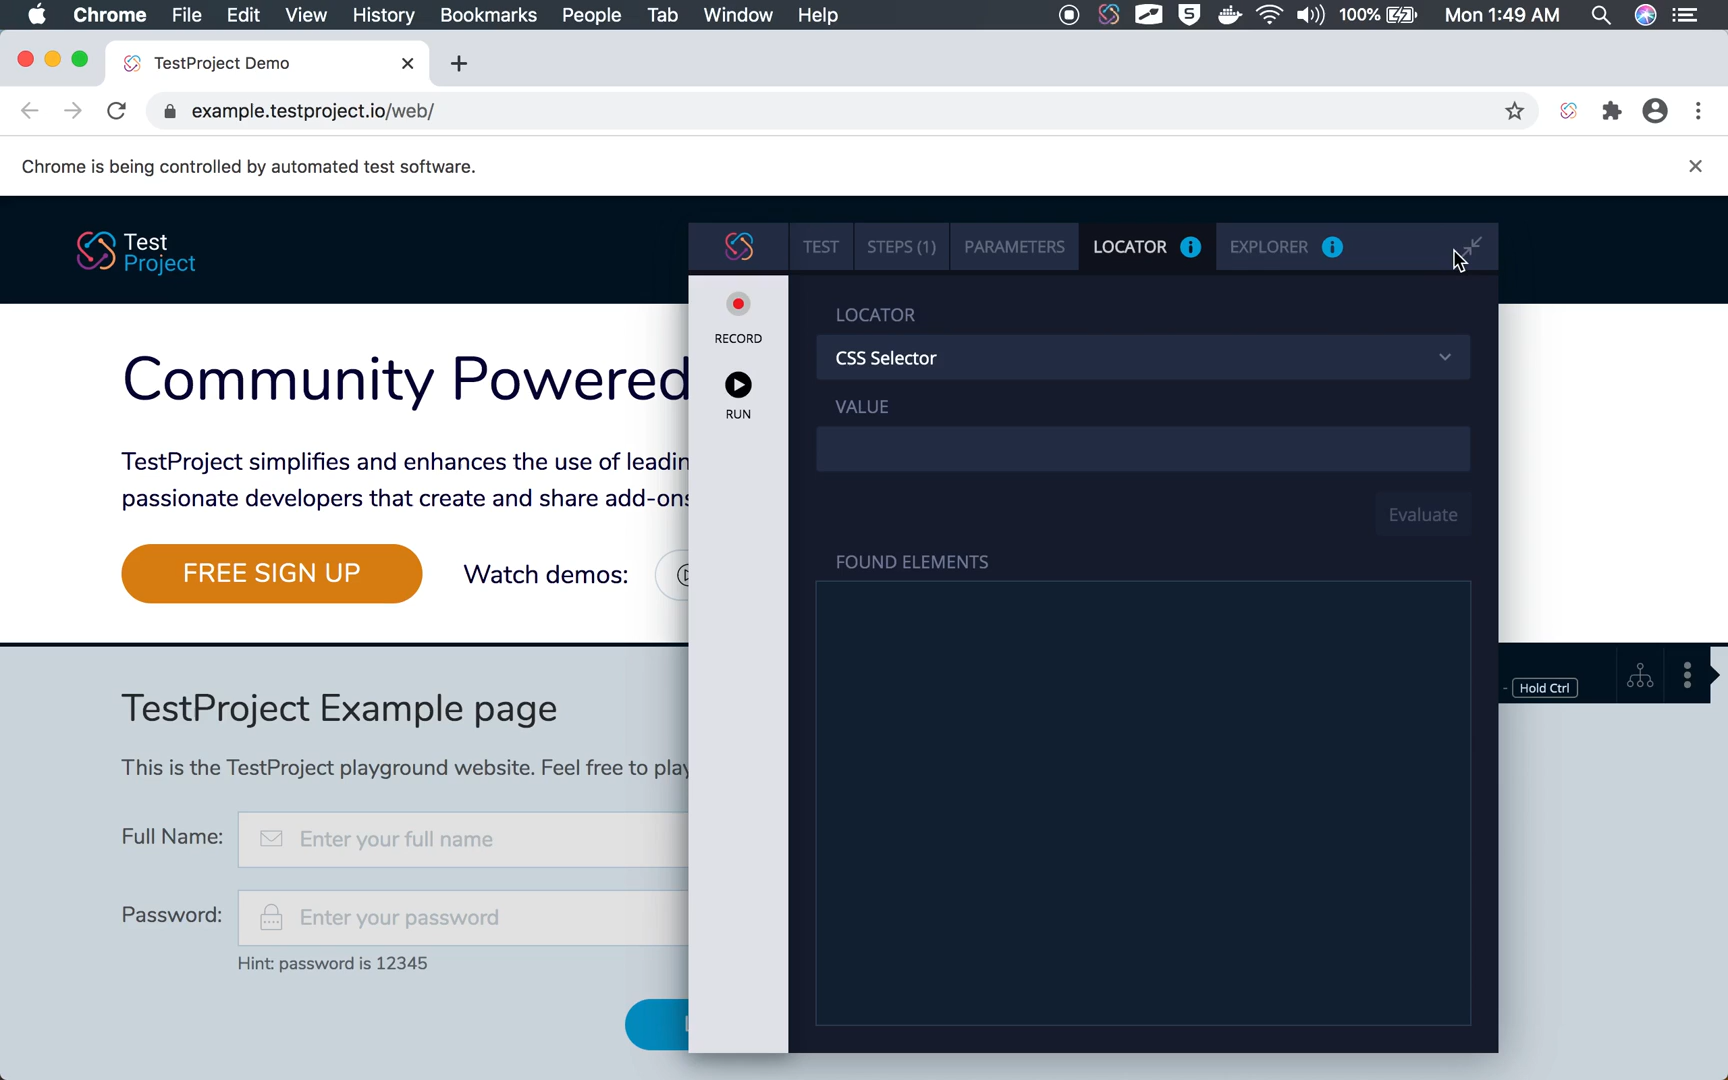 Chrome File Edit View History Bookmarks People Tab Window Help 100% Mon 1:49 AM
TestProject Demo
example.testproject.io/web/
Chrome is being controlled by automated test software.
Test
Project
TEST STEPS (1) PARAMETERS LOCATOR EXPLORER
RECORD
RUN
LOCATOR
CSS Selector
VALUE
Evaluate
FOUND ELEMENTS
Community Powered
TestProject simplifies and enhances the use of leadin
passionate developers that create and share add-ons
FREE SIGN UP Watch demos:
- Hold Ctrl
TestProject Example page
This is the TestProject playground website. Feel free to play
Full Name: Enter your full name
Password: Enter your password
Hint: password is 12345